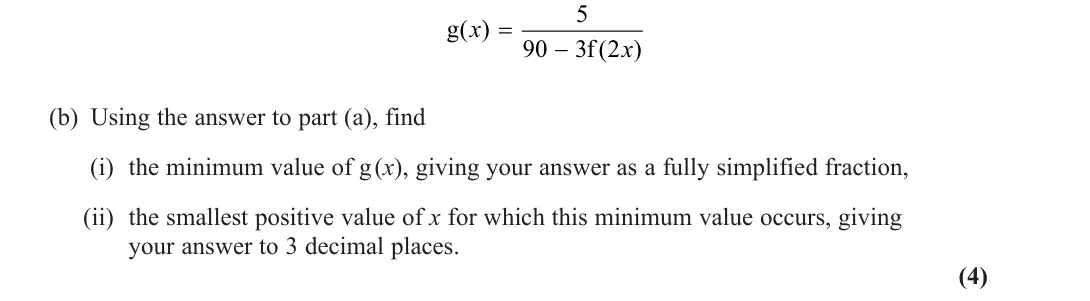 g(x) = 5 / (90 − 3f(2x))
(b) Using the answer to part (a), find
(i) the minimum value of g(x), giving your answer as a fully simplified fraction,
(ii) the smallest positive value of x for which this minimum value occurs, giving
your answer to 3 decimal places.
(4)